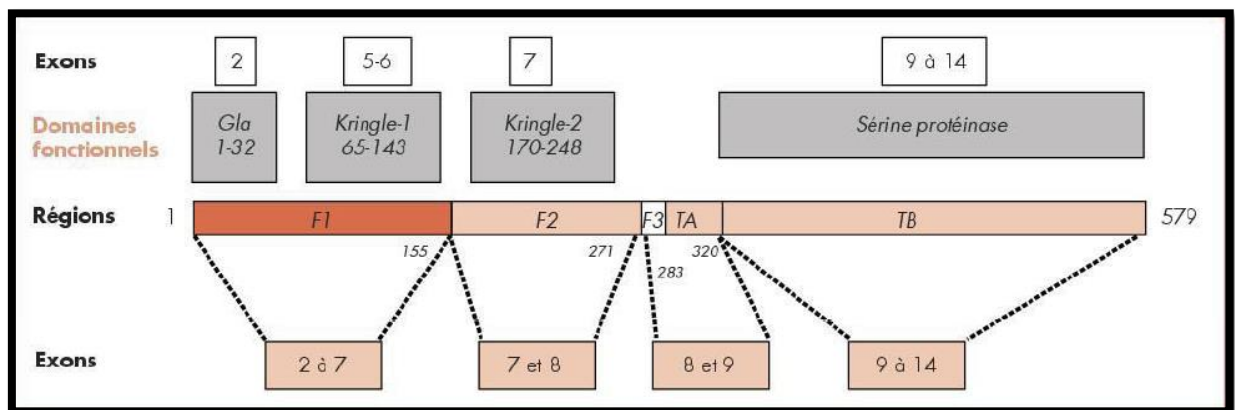 Exons 2 5-6 7 9 à 14
Domaines fonctionnels
Gla 1-32
Kringle-1 65-143
Kringle-2 170-248
Sérine protéinase
Régions 1 F1 F2 F3 TA TB 579
155 271 283 320
Exons 2 à 7 7 et 8 8 et 9 9 à 14